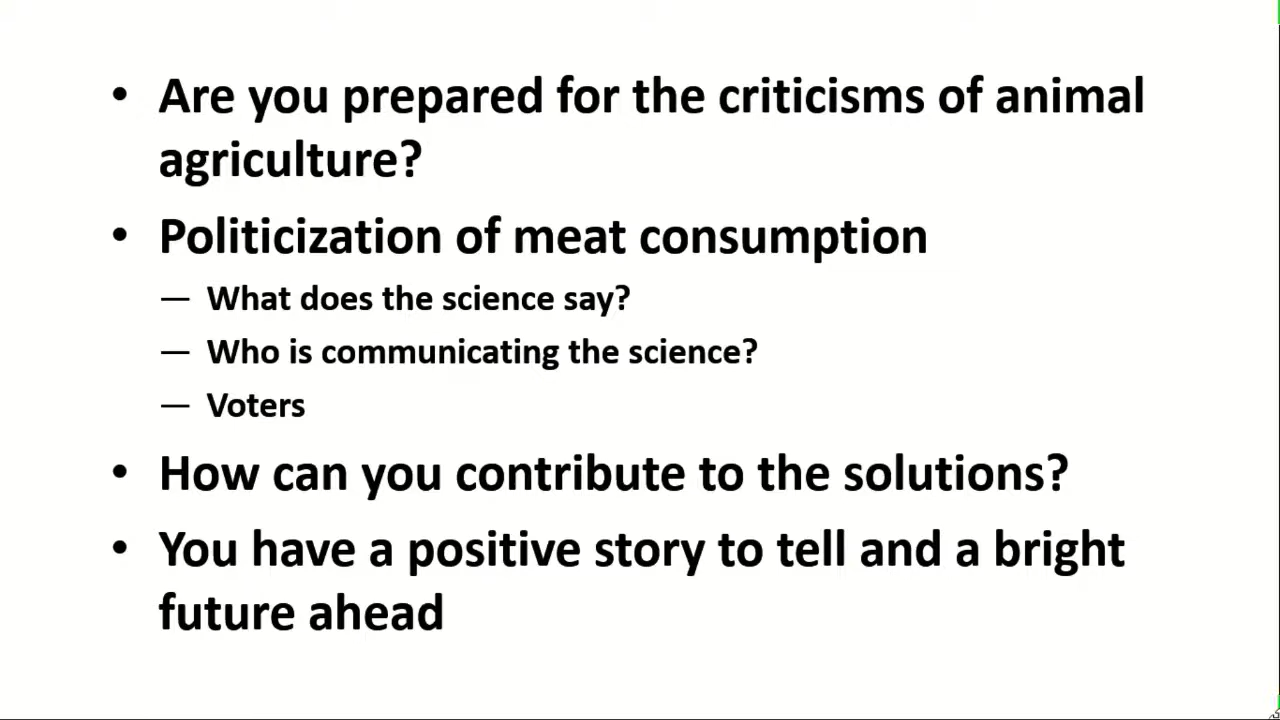 • Are you prepared for the criticisms of animal
agriculture?
• Politicization of meat consumption
— What does the science say?
— Who is communicating the science?
— Voters
• How can you contribute to the solutions?
• You have a positive story to tell and a bright
future ahead